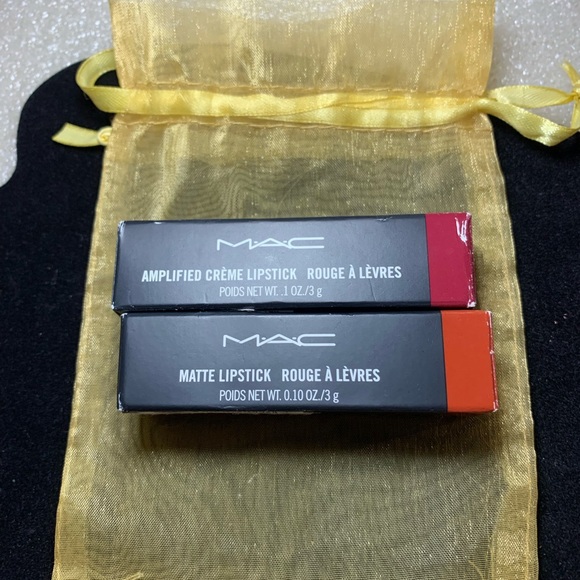 M·A·C
AMPLIFIED CRÈME LIPSTICK ROUGE À LÈVRES
POIDS NET WT. .1 OZ./3 g
M·A·C
MATTE LIPSTICK ROUGE À LÈVRES
POIDS NET WT. 0.10 OZ./3 g